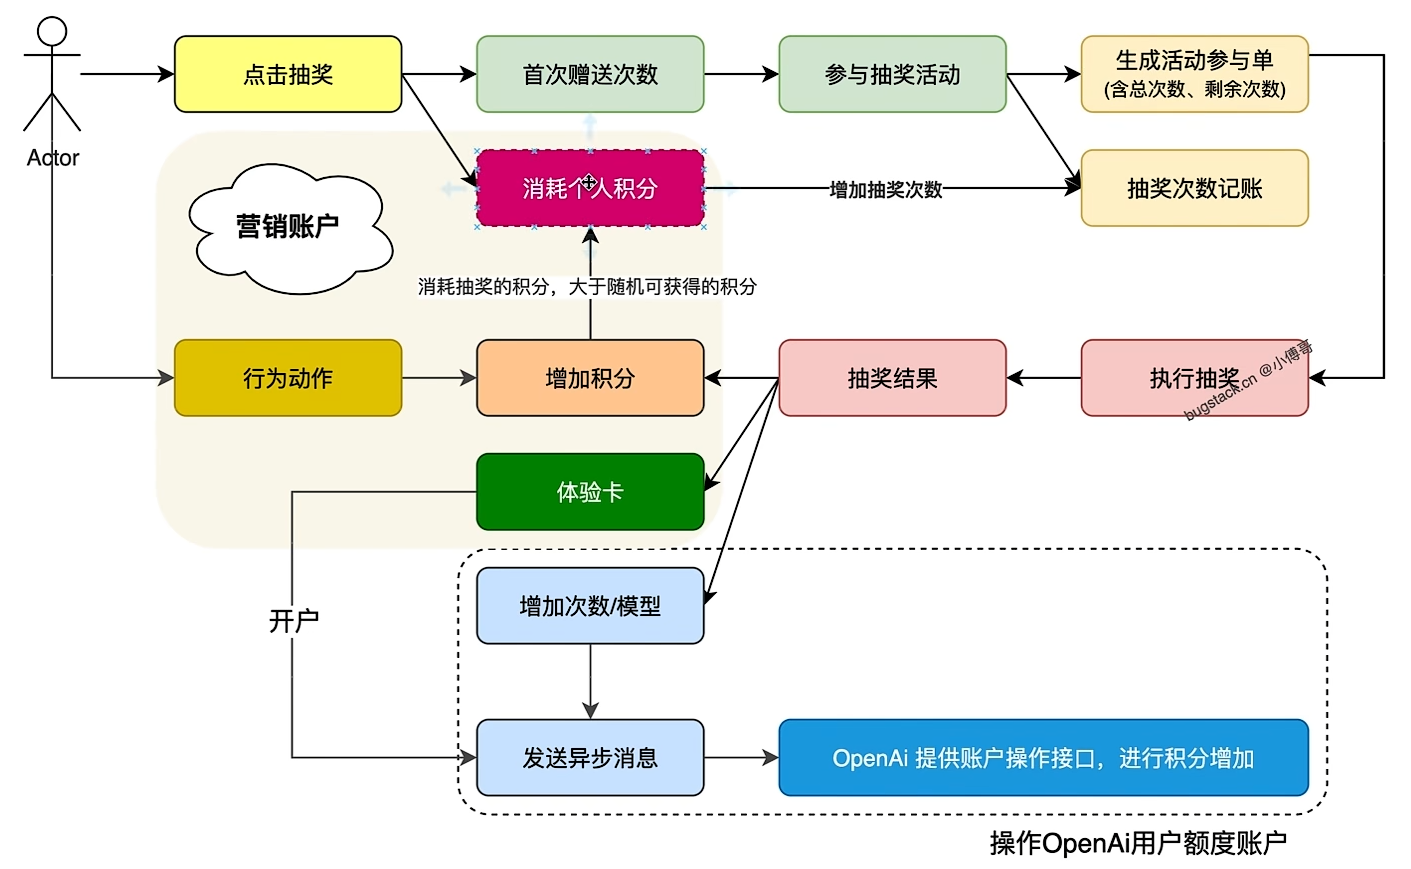 点击抽奖
首次赠送次数
参与抽奖活动
生成活动参与单
(含总次数、剩余次数)
Actor
营销账户
消耗个人积分
增加抽奖次数
抽奖次数记账
消耗抽奖的积分，大于随机可获得的积分
行为动作
增加积分
抽奖结果
执行抽奖
bugstack.cn @小傅哥
体验卡
开户
增加次数/模型
发送异步消息
OpenAi 提供账户操作接口，进行积分增加
操作OpenAi用户额度账户